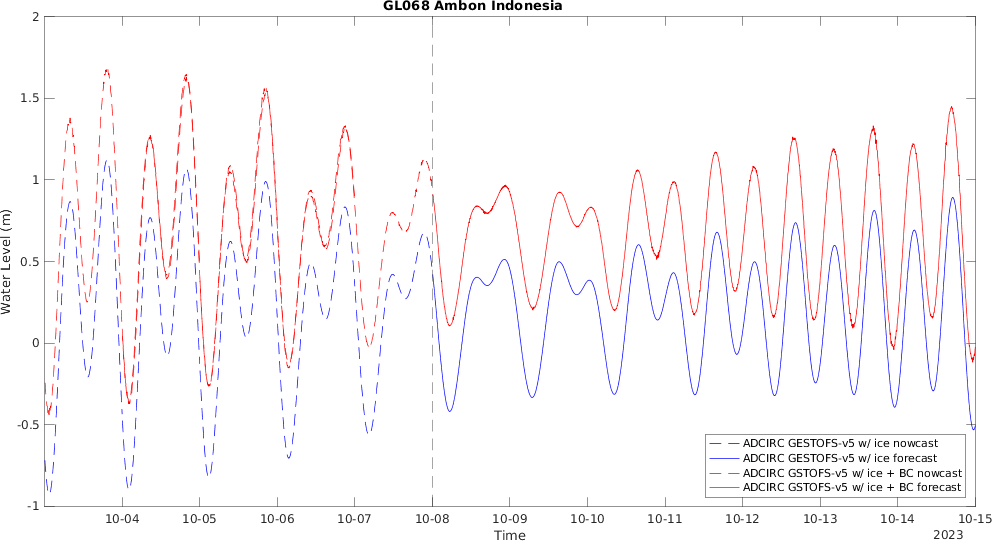 GL068 Ambon Indonesia
Water Level (m)
2
1.5
1
0.5
0
-0.5
-1
10-04 10-05 10-06 10-07 10-08 10-09 10-10 10-11 10-12 10-13 10-14 10-15
Time
2023
ADCIRC GESTOFS-v5 w/ ice nowcast
ADCIRC GESTOFS-v5 w/ ice forecast
ADCIRC GSTOFS-v5 w/ ice + BC nowcast
ADCIRC GSTOFS-v5 w/ ice + BC forecast